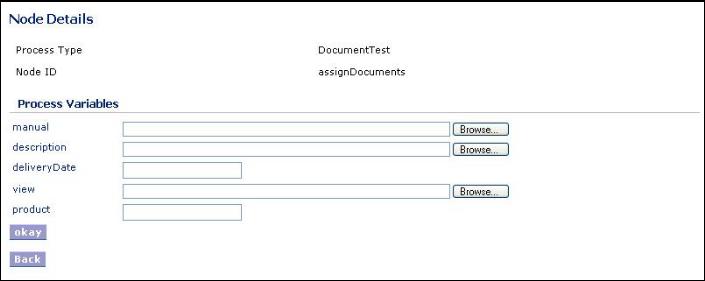 Node Details
Process Type DocumentTest
Node ID assignDocuments
Process Variables
manual Browse...
description Browse...
deliveryDate
view Browse...
product
okay
Back